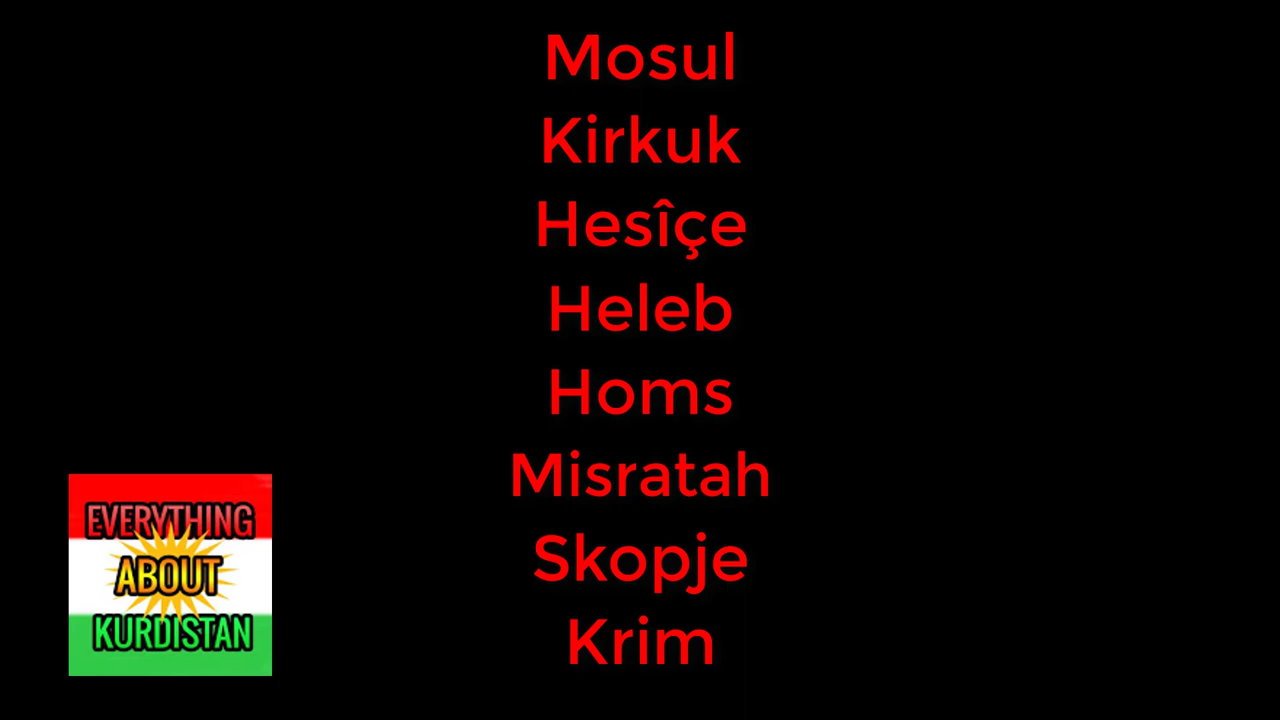 Mosul
Kirkuk
Hesîçe
Heleb
Homs
Misratah
Skopje
Krim
EVERYTHING
ABOUT
KURDISTAN